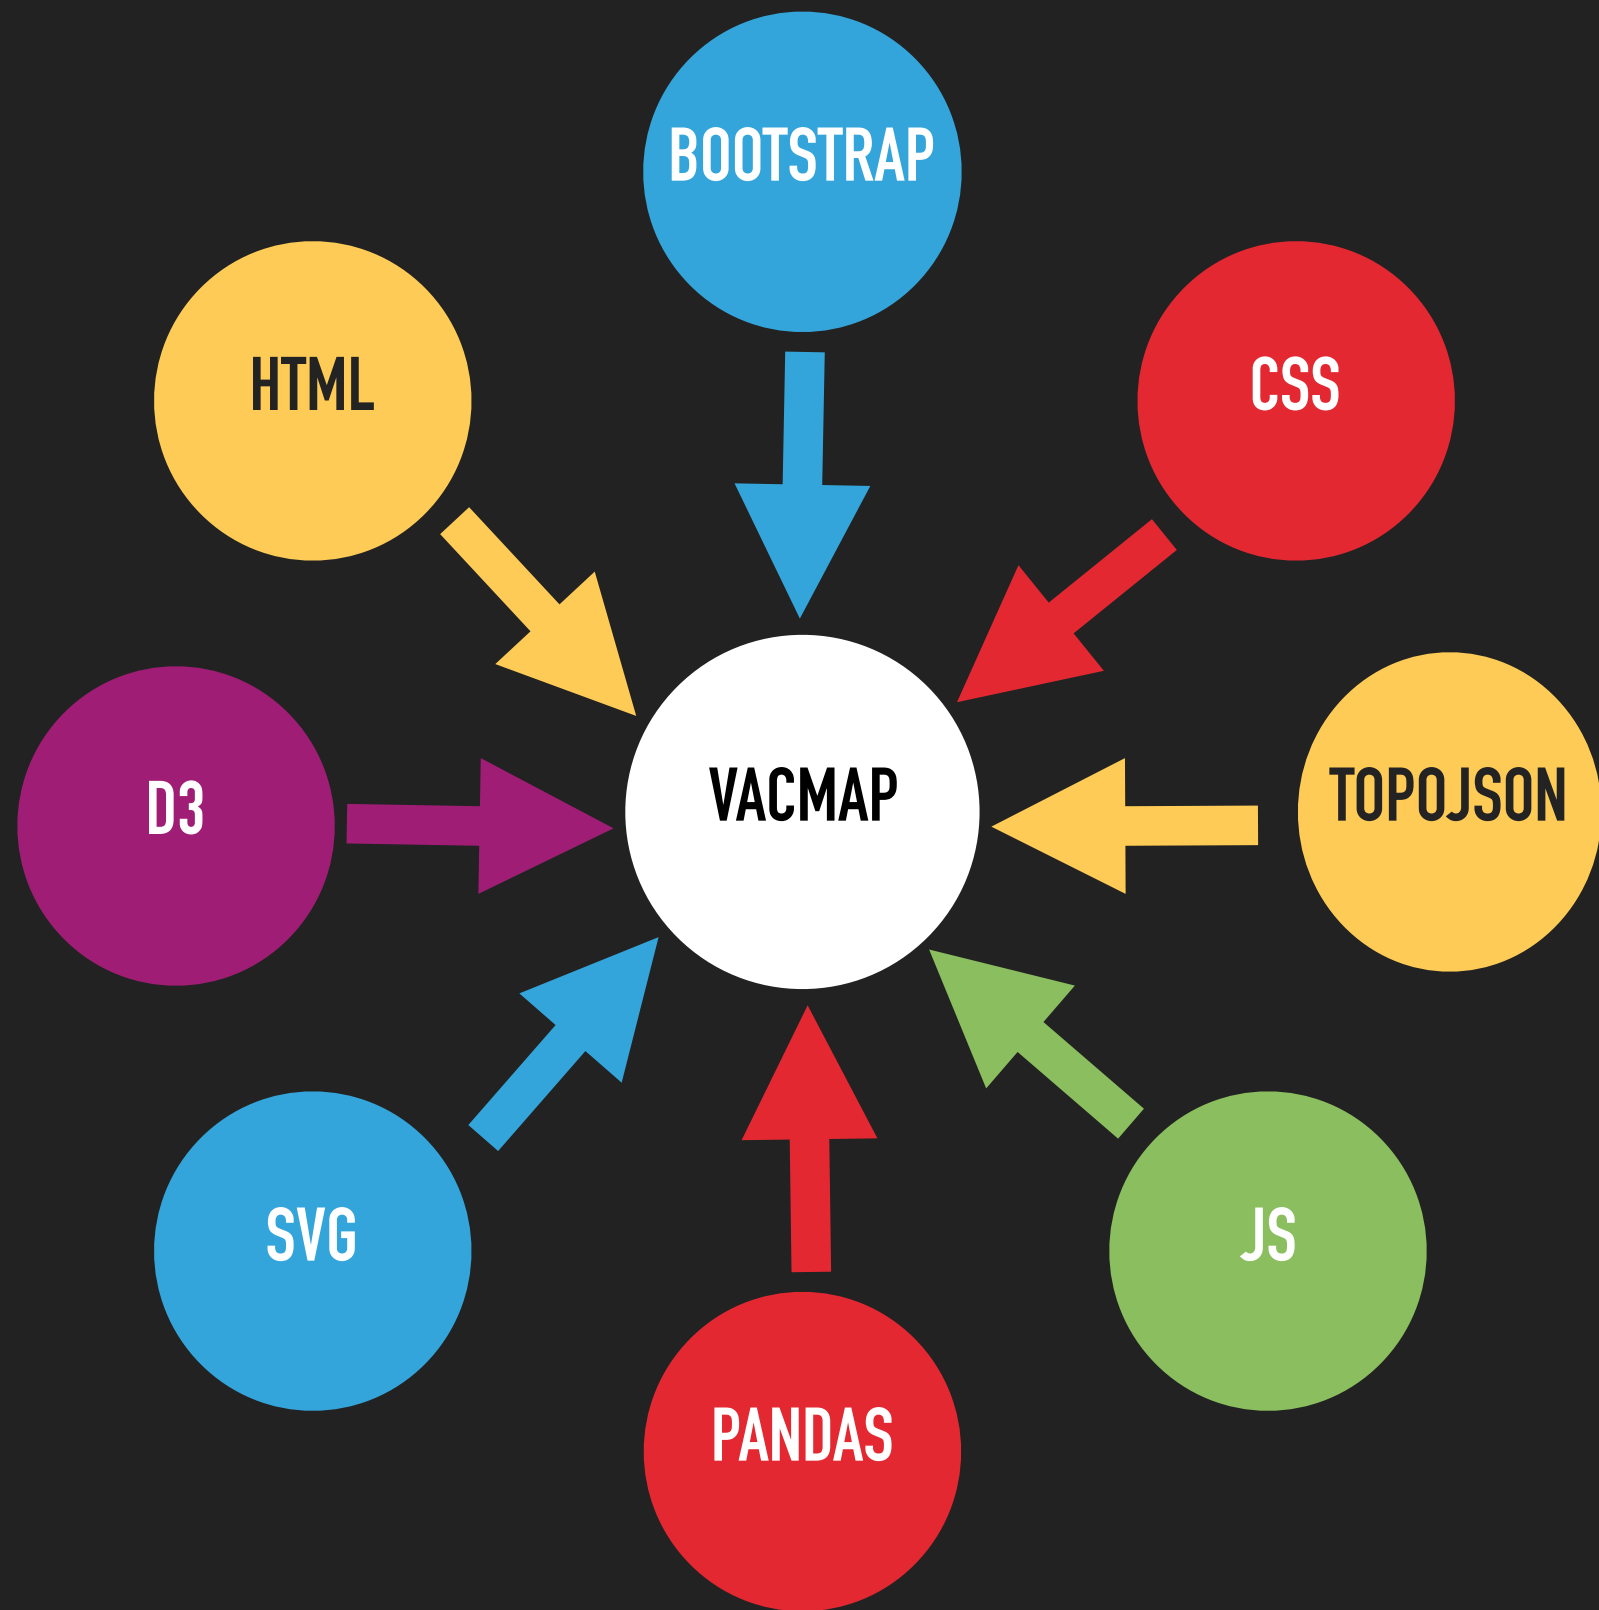 BOOTSTRAP
HTML
CSS
D3
VACMAP
TOPOJSON
SVG
JS
PANDAS